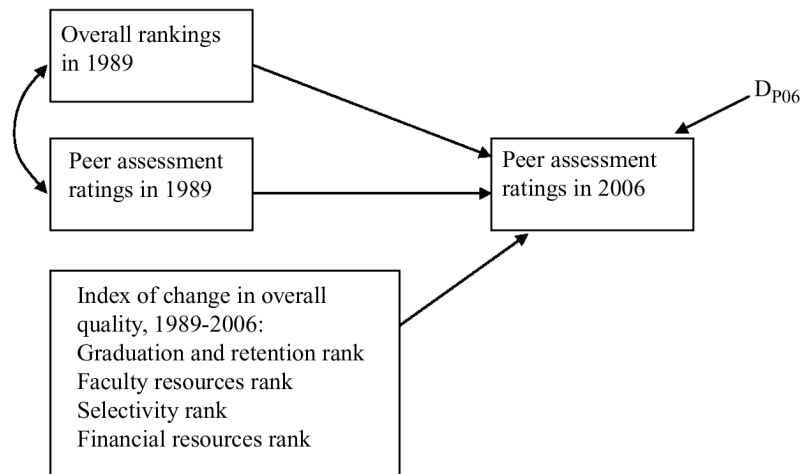 Overall rankings
in 1989
D_P06
Peer assessment
ratings in 1989
Peer assessment
ratings in 2006
Index of change in overall
quality, 1989-2006:
Graduation and retention rank
Faculty resources rank
Selectivity rank
Financial resources rank